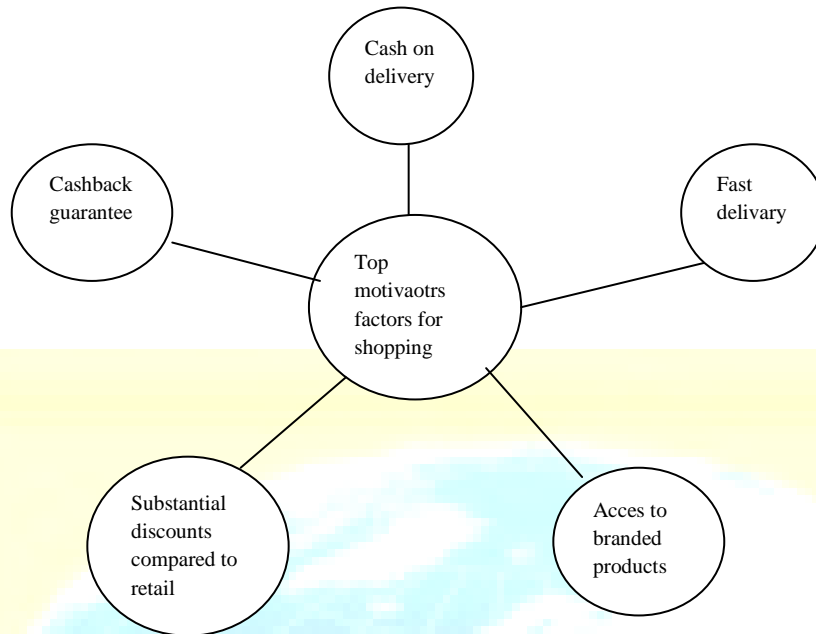 Cash on
delivery
Cashback
guarantee
Fast
delivary
Top
motivaotrs
factors for
shopping
Substantial
discounts
compared to
retail
Acces to
branded
products